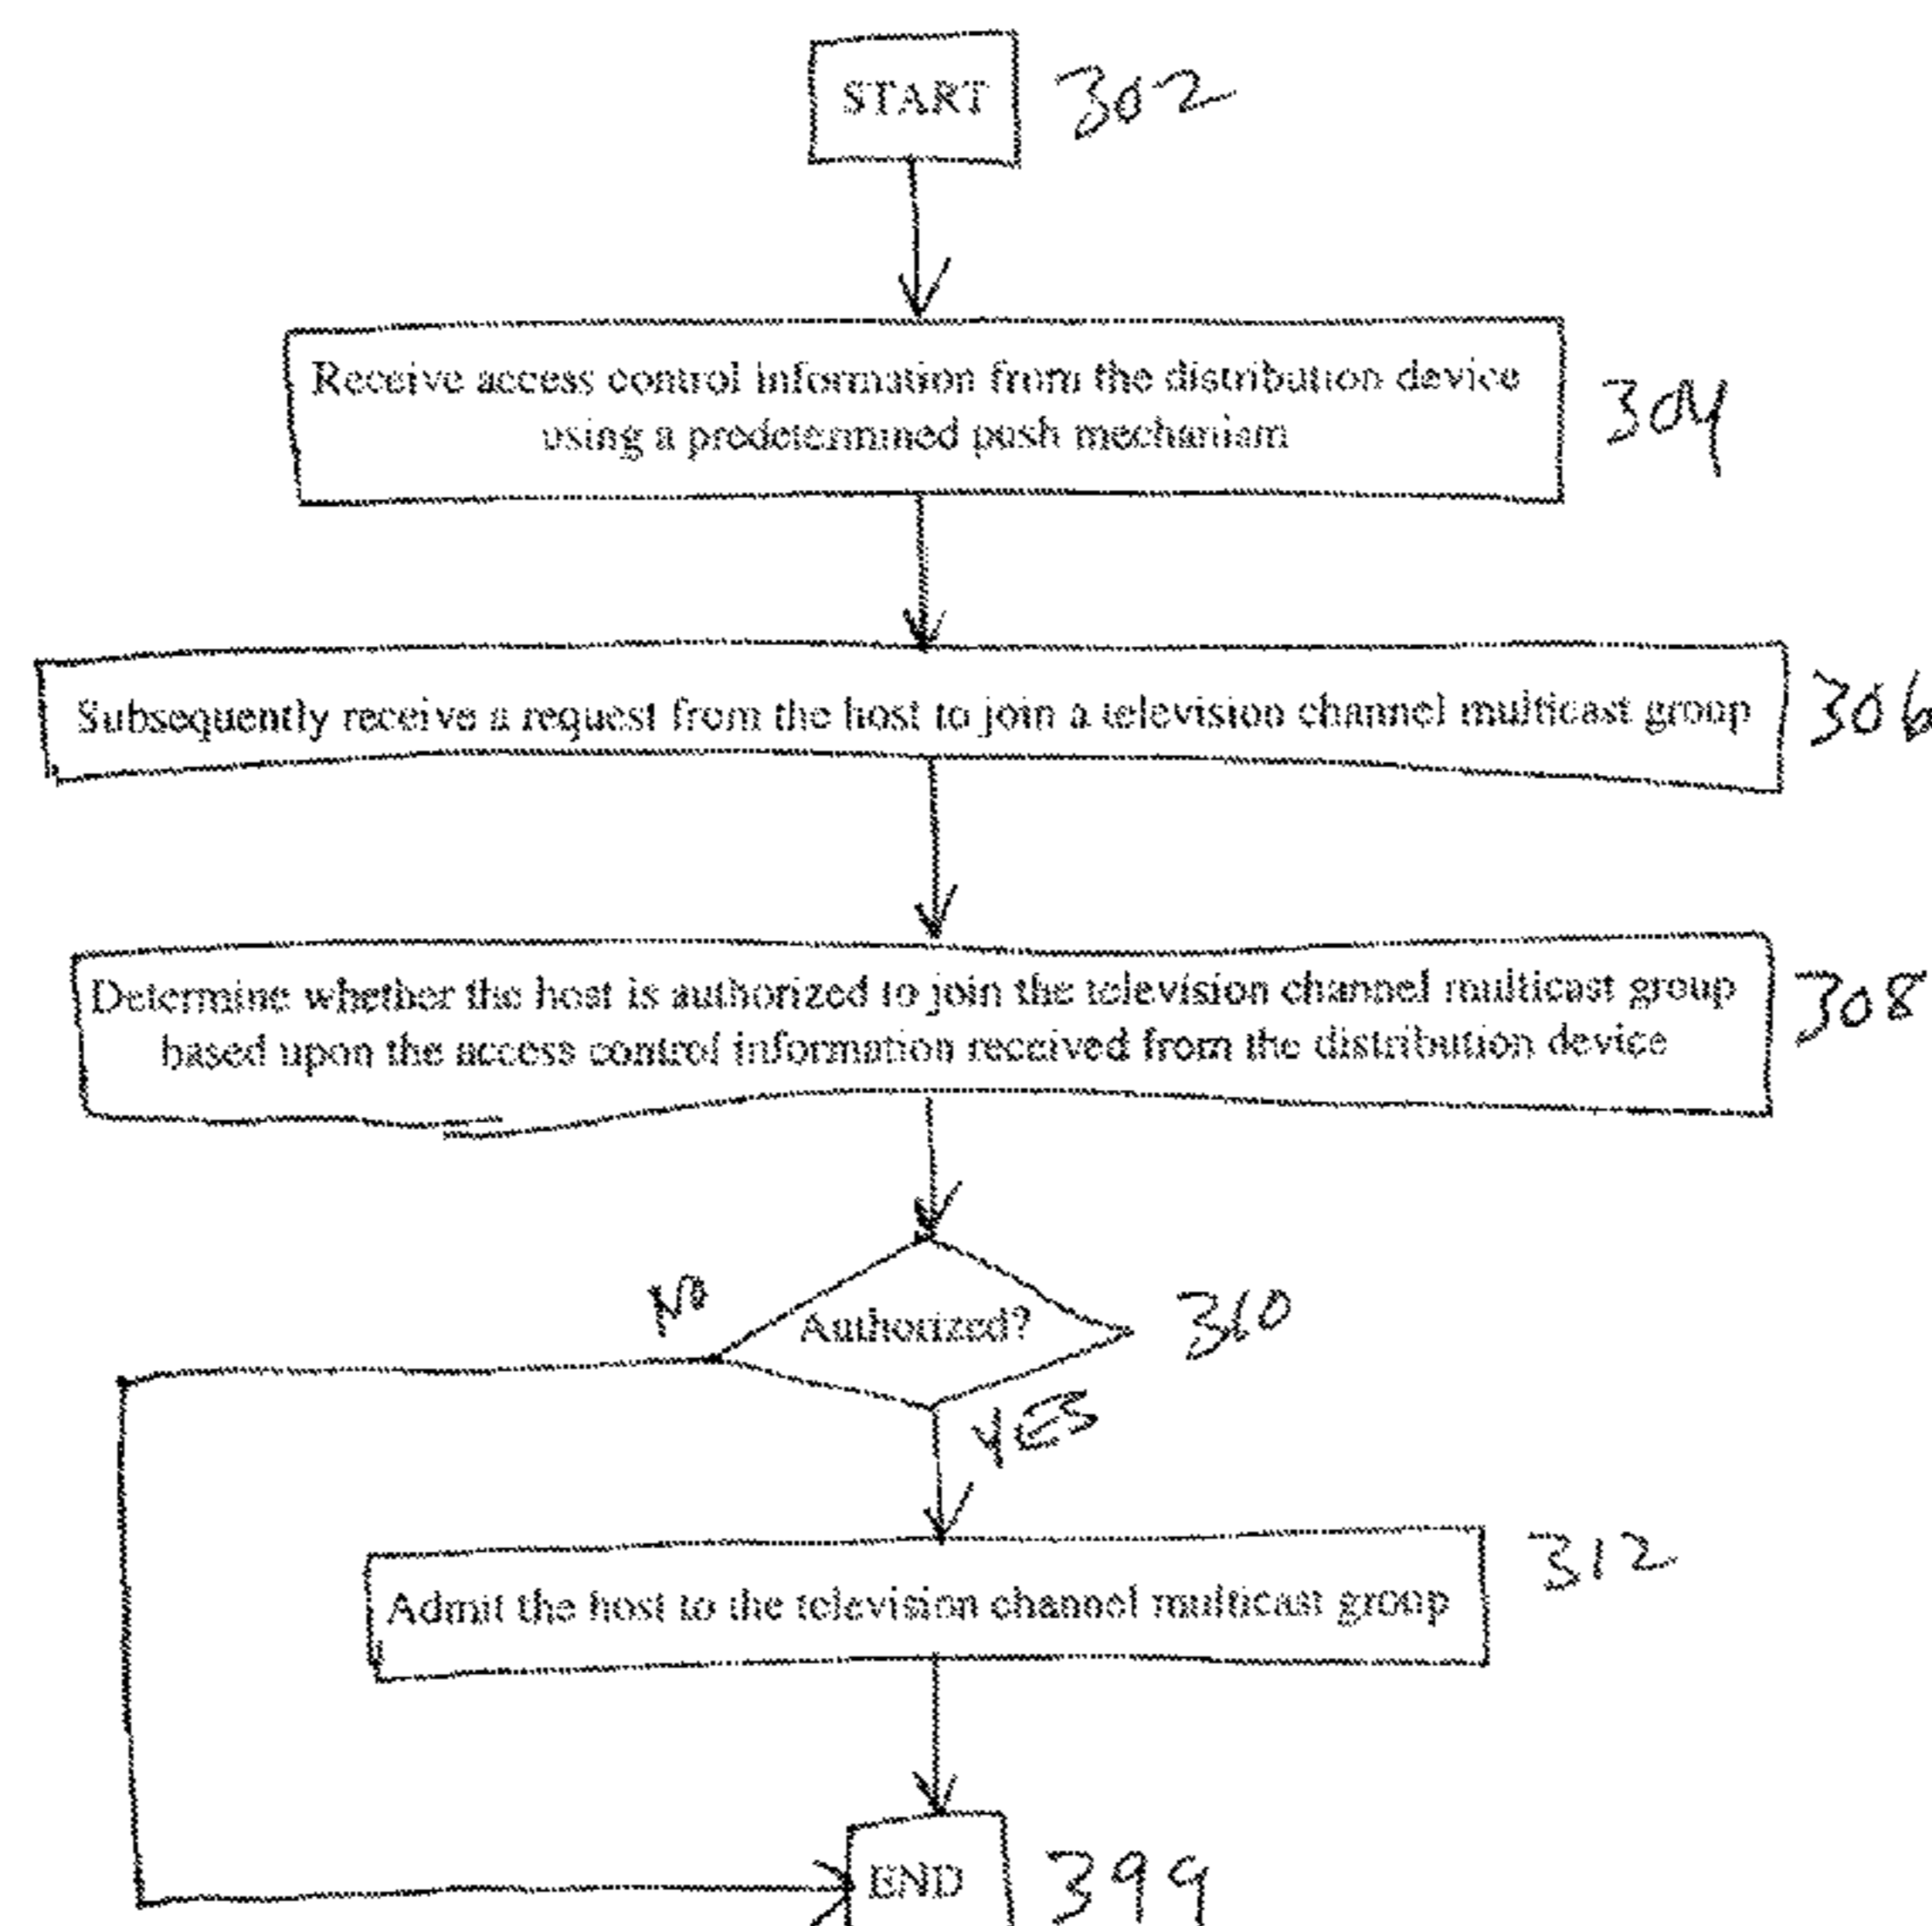 START 302
Receive access control information from the distribution device
using a predetermined push mechanism
304
Subsequently receive a request from the host to join a television channel multicast group 306
Determine whether the host is authorized to join the television channel multicast group
based upon the access control information received from the distribution device
308
NO
Authorized? 310
YES
Admit the host to the television channel multicast group 312
END 399